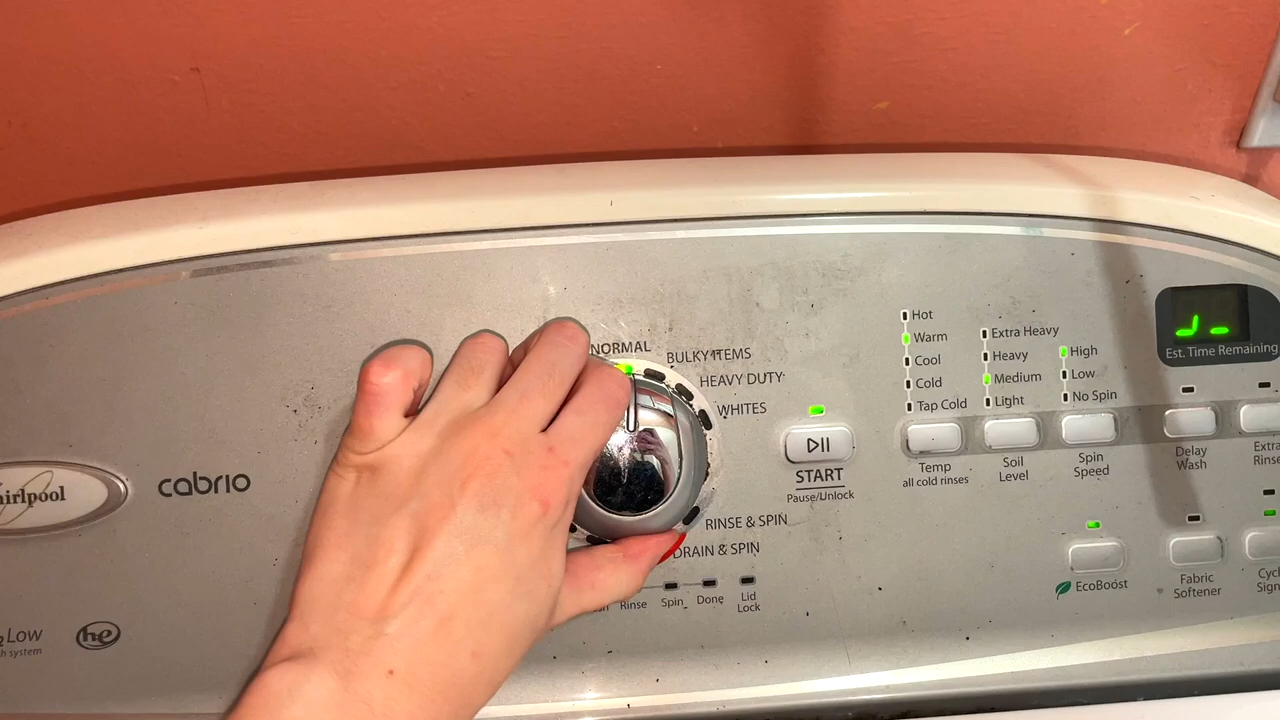 NORMAL
BULKY ITEMS
HEAVY DUTY
WHITES
RINSE & SPIN
DRAIN & SPIN
Rinse
Spin
Done
Lid
Lock
cabrio
Low
he
START
Pause/Unlock
Hot
Warm
Cool
Cold
Tap Cold
Temp
all cold rinses
Extra Heavy
Heavy
Medium
Light
Soil
Level
High
Low
No Spin
Spin
Speed
Est. Time Remaining
Delay
Wash
Extra
Rinse
EcoBoost
Fabric
Softener